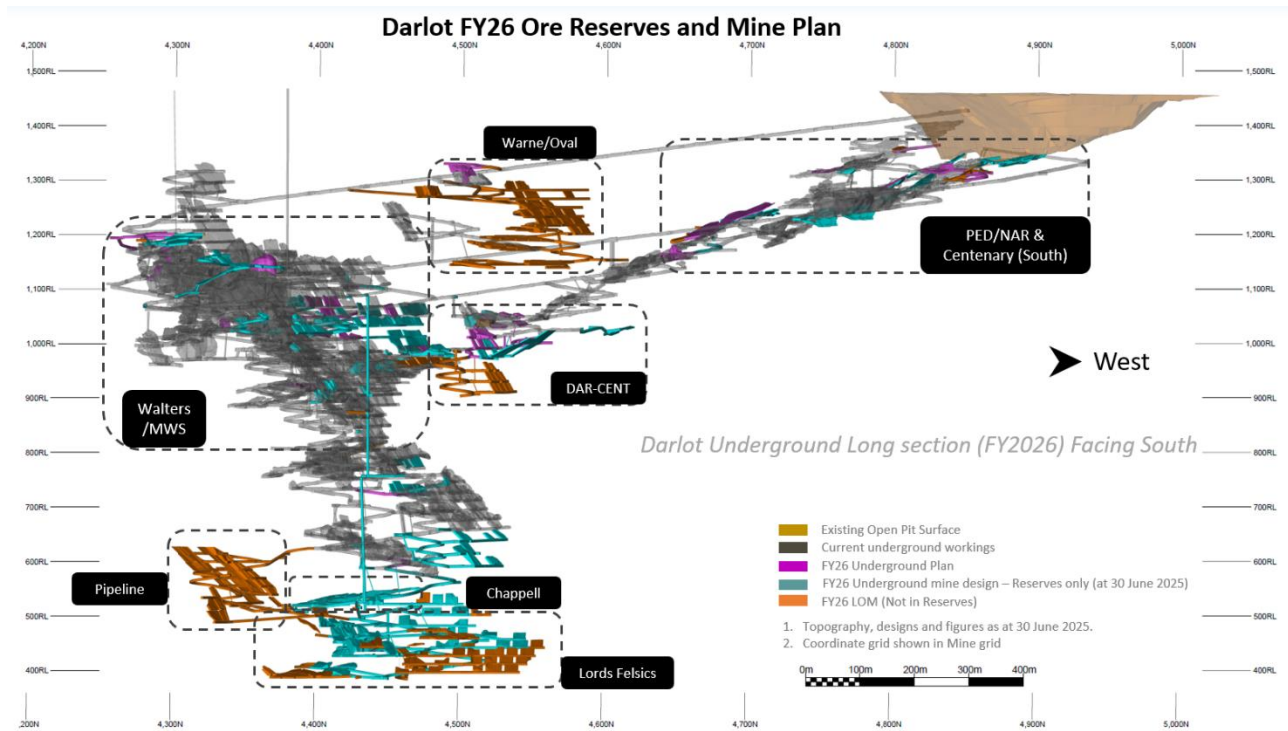 Darlot FY26 Ore Reserves and Mine Plan
4,200N 4,300N 4,400N 4,500N 4,600N 4,700N 4,800N 4,900N 5,000N
1,500RL 1,500RL
1,400RL 1,400RL
Warne/Oval
1,300RL 1,300RL
PED/NAR &
Centenary (South)
1,200RL 1,200RL
1,100RL 1,100RL
1,000RL 1,000RL
West
DAR-CENT
Walters
/MWS
900RL 900RL
Darlot Underground Long section (FY2026) Facing South
800RL 800RL
700RL 700RL
Existing Open Pit Surface
Current underground workings
FY26 Underground Plan
FY26 Underground mine design – Reserves only (at 30 June 2025)
FY26 LOM (Not in Reserves)
600RL 600RL
Pipeline
Chappell
500RL 500RL
1. Topography, designs and figures as at 30 June 2025.
2. Coordinate grid shown in Mine grid
0m 100m 200m 300m 400m
400RL 400RL
Lords Felsics
,200N 4,300N 4,400N 4,500N 4,600N 4,700N 4,800N 4,900N 5,000N